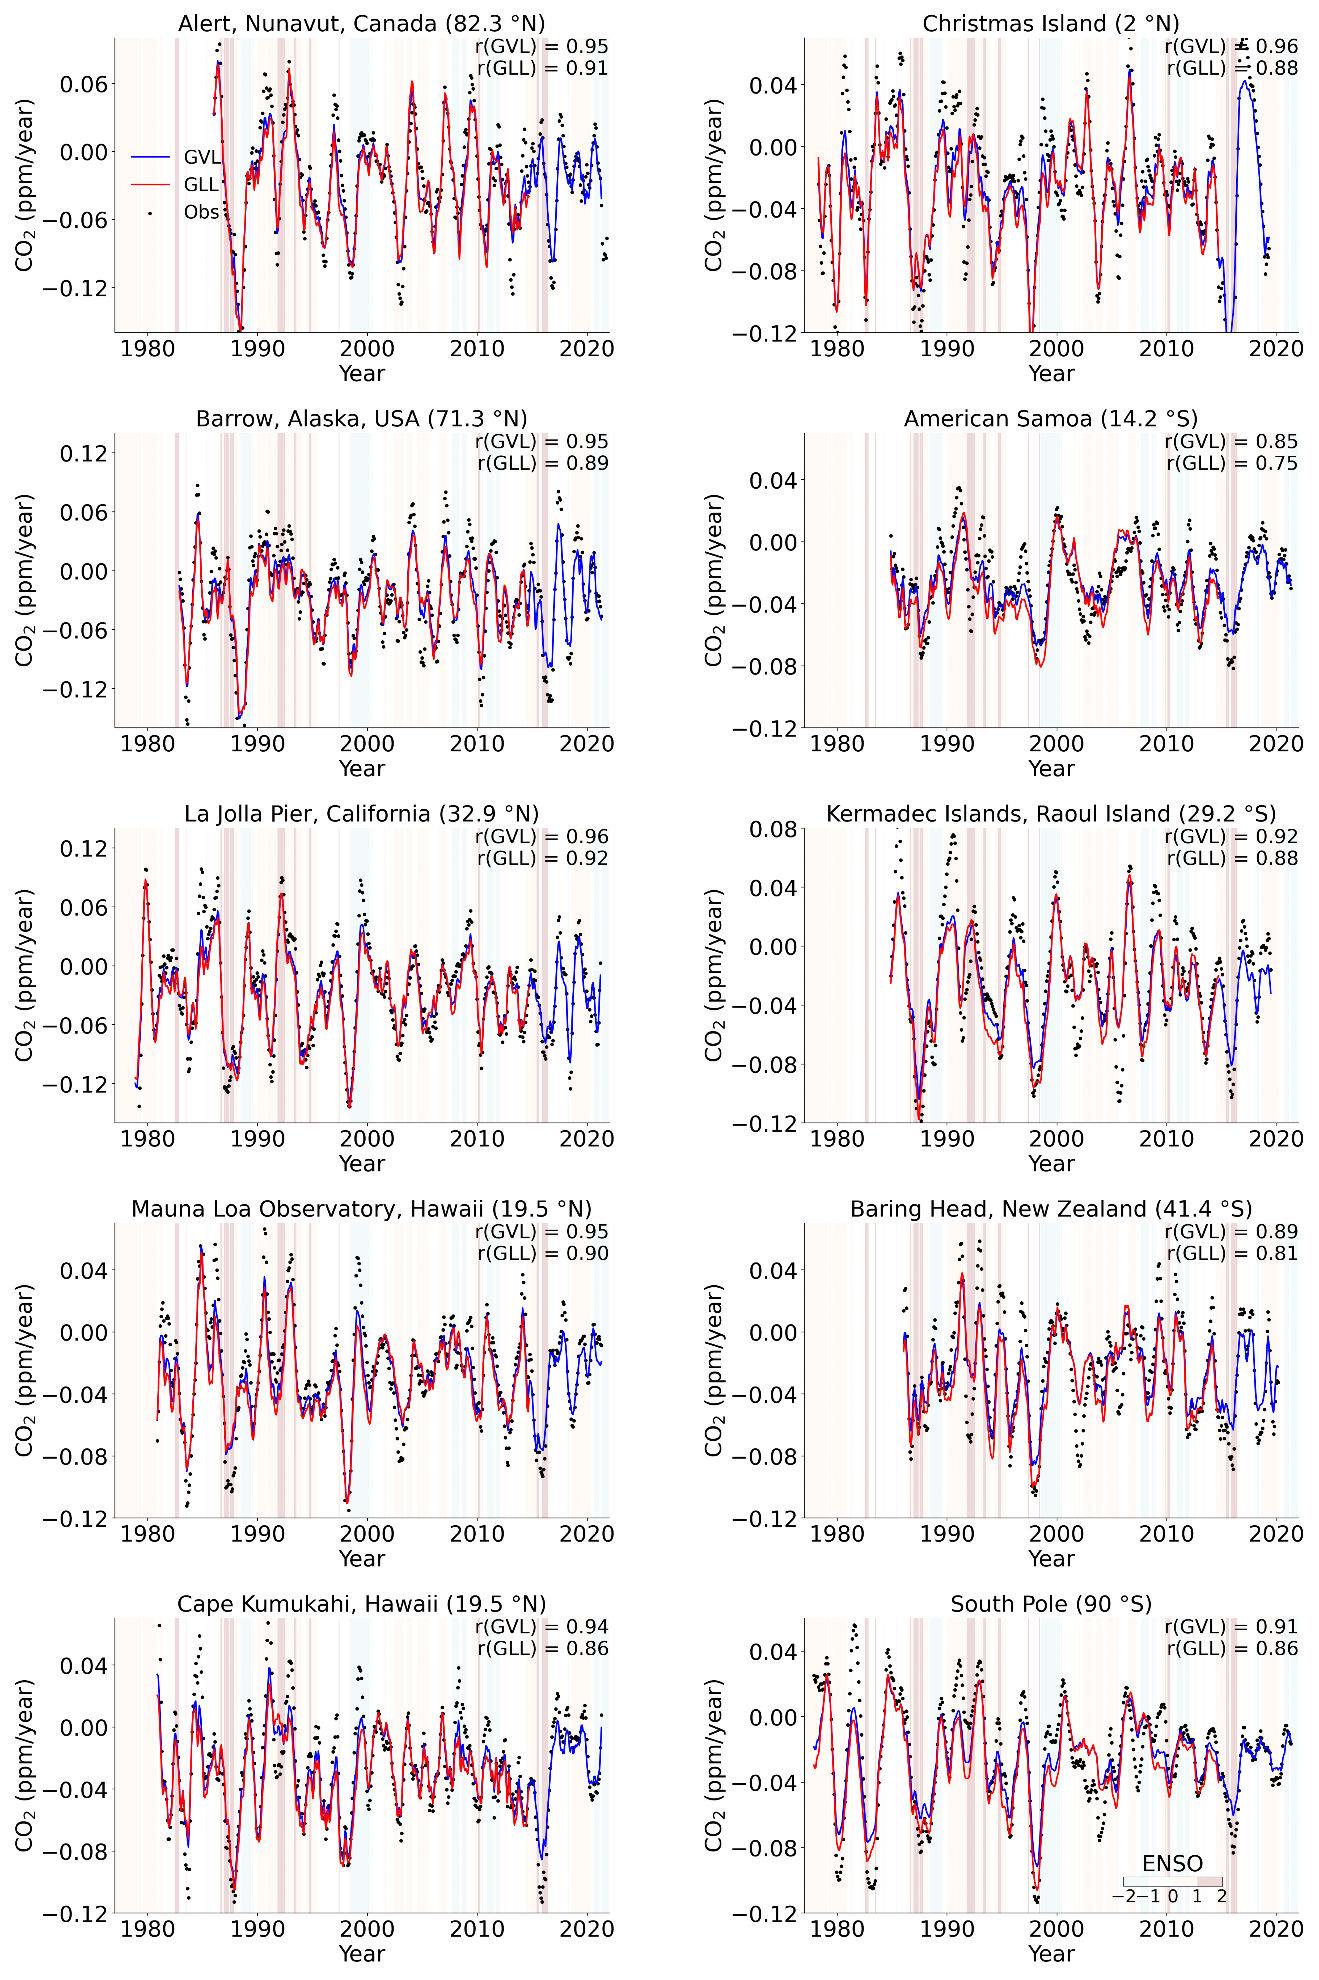 Alert, Nunavut, Canada (82.3 °N)
r(GVL) = 0.95
r(GLL) = 0.91
GVL
GLL
Obs
CO₂ (ppm/year)
0.06
0.00
−0.06
−0.12
1980 1990 2000 2010 2020
Year
Christmas Island (2 °N)
r(GVL) = 0.96
r(GLL) = 0.88
CO₂ (ppm/year)
0.04
0.00
−0.04
−0.08
−0.12
1980 1990 2000 2010 2020
Year
Barrow, Alaska, USA (71.3 °N)
r(GVL) = 0.95
r(GLL) = 0.89
CO₂ (ppm/year)
0.12
0.06
0.00
−0.06
−0.12
1980 1990 2000 2010 2020
Year
American Samoa (14.2 °S)
r(GVL) = 0.85
r(GLL) = 0.75
CO₂ (ppm/year)
0.04
0.00
−0.04
−0.08
−0.12
1980 1990 2000 2010 2020
Year
La Jolla Pier, California (32.9 °N)
r(GVL) = 0.96
r(GLL) = 0.92
CO₂ (ppm/year)
0.12
0.06
0.00
−0.06
−0.12
1980 1990 2000 2010 2020
Year
Kermadec Islands, Raoul Island (29.2 °S)
r(GVL) = 0.92
r(GLL) = 0.88
CO₂ (ppm/year)
0.08
0.04
0.00
−0.04
−0.08
−0.12
1980 1990 2000 2010 2020
Year
Mauna Loa Observatory, Hawaii (19.5 °N)
r(GVL) = 0.95
r(GLL) = 0.90
CO₂ (ppm/year)
0.04
0.00
−0.04
−0.08
−0.12
1980 1990 2000 2010 2020
Year
Baring Head, New Zealand (41.4 °S)
r(GVL) = 0.89
r(GLL) = 0.81
CO₂ (ppm/year)
0.04
0.00
−0.04
−0.08
−0.12
1980 1990 2000 2010 2020
Year
Cape Kumukahi, Hawaii (19.5 °N)
r(GVL) = 0.94
r(GLL) = 0.86
CO₂ (ppm/year)
0.04
0.00
−0.04
−0.08
−0.12
1980 1990 2000 2010 2020
Year
South Pole (90 °S)
r(GVL) = 0.91
r(GLL) = 0.86
CO₂ (ppm/year)
0.04
0.00
−0.04
−0.08
−0.12
ENSO
−2 −1 0 1 2
1980 1990 2000 2010 2020
Year